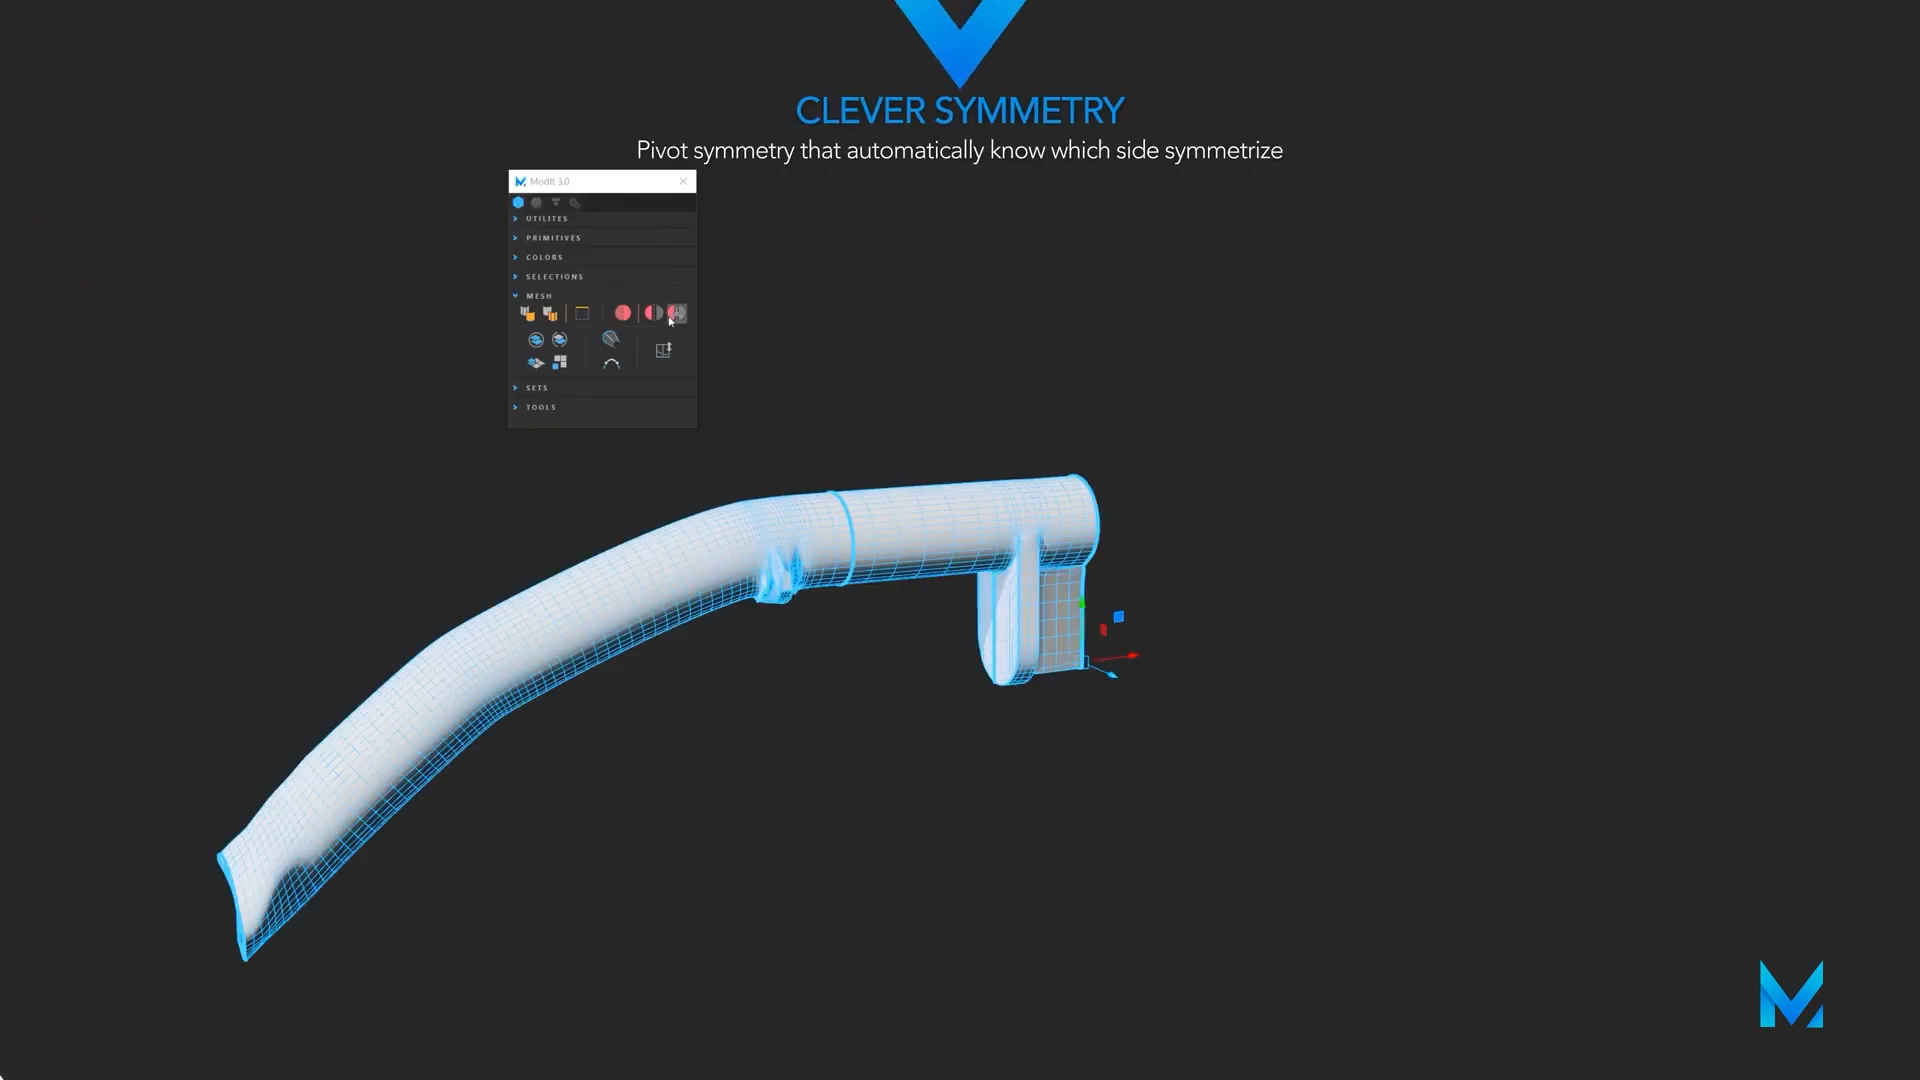 CLEVER SYMMETRY
Pivot symmetry that automatically know which side symmetrize
ModIt 3.0
UTILITES
PRIMITIVES
COLORS
SELECTIONS
MESH
SETS
TOOLS